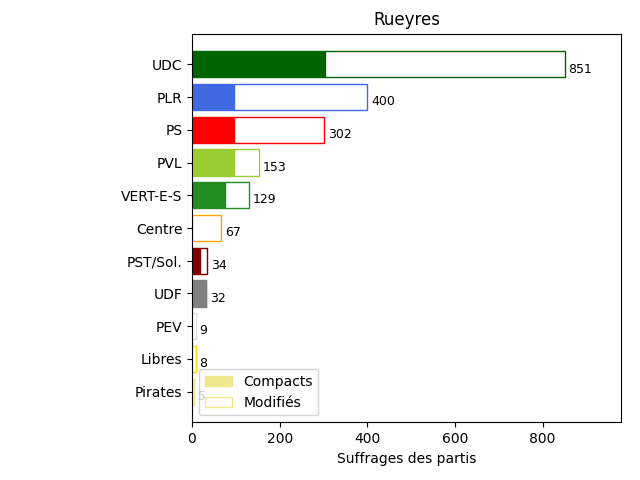 Rueyres
UDC 851
PLR 400
PS 302
PVL 153
VERT-E-S 129
Centre 67
PST/Sol. 34
UDF 32
PEV 9
Libres 8
Pirates 5
Compacts
Modifiés
0 200 400 600 800
Suffrages des partis